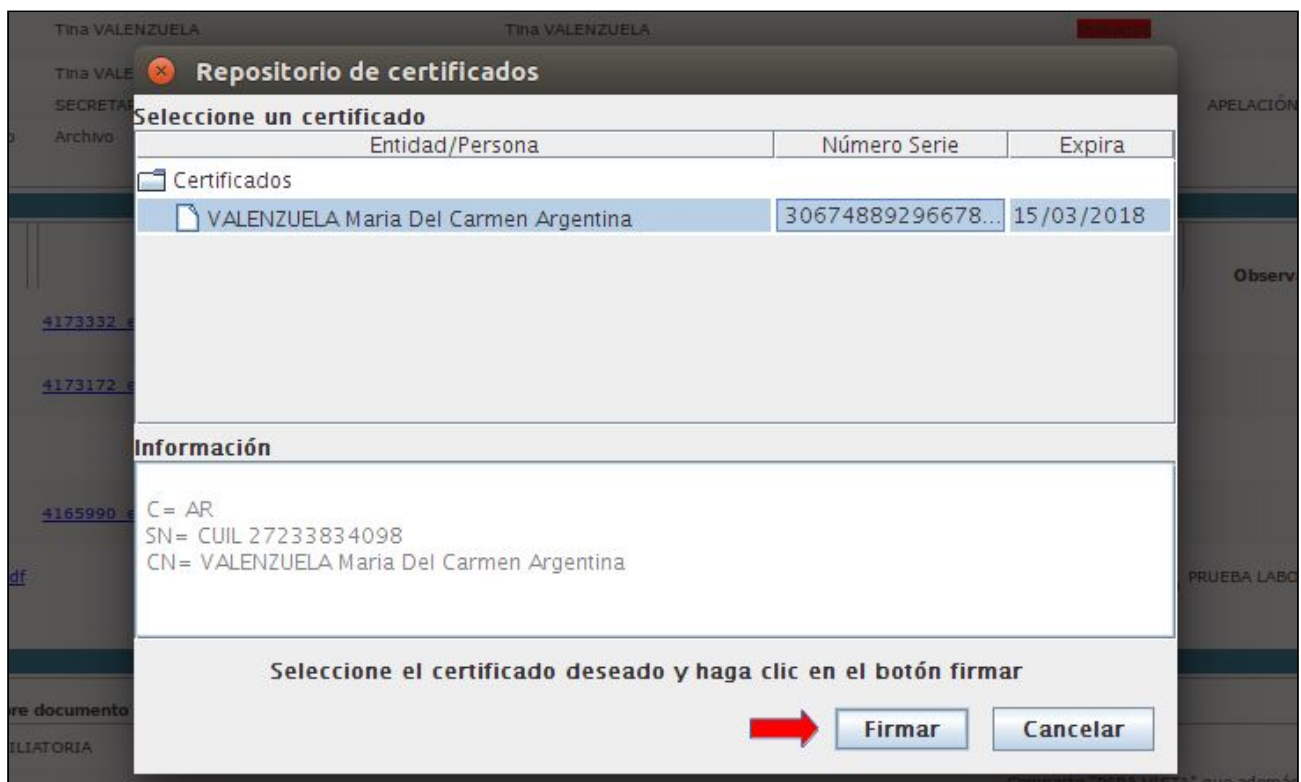 Tina VALENZUELA Tina VALENZUELA
Repositorio de certificados
Tina VALE
SECRETAR APELACIÓN
Archivo
Seleccione un certificado
Entidad/Persona Número Serie Expira
Certificados
VALENZUELA Maria Del Carmen Argentina 30674889296678... 15/03/2018
Observ
4173332 e
4173172 e
Información
C= AR
4165990 e
SN= CUIL 27233834098
CN= VALENZUELA Maria Del Carmen Argentina
df PRUEBA LABO
Seleccione el certificado deseado y haga clic en el botón firmar
re documento
Firmar Cancelar
ILIATORIA